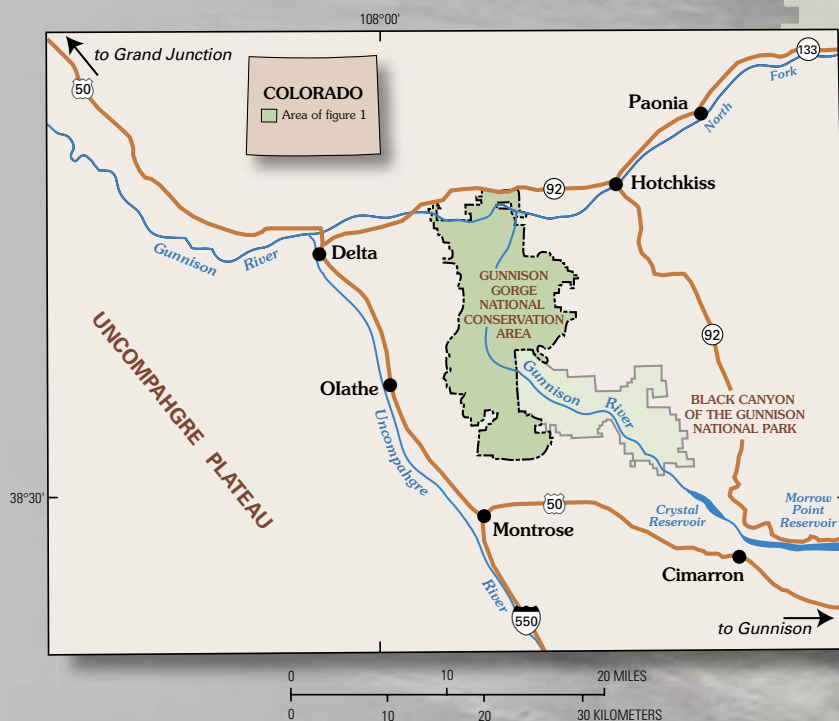 108°00'
to Grand Junction
50
COLORADO
Area of figure 1
133
Fork
North
Paonia
Hotchkiss
92
Delta
Gunnison River
GUNNISON
GORGE
NATIONAL
CONSERVATION
AREA
92
UNCOMPAHGRE PLATEAU
Olathe
Gunnison River
BLACK CANYON
OF THE GUNNISON
NATIONAL PARK
Uncompahgre River
38°30'
50
Montrose
Crystal
Reservoir
Morrow
Point
Reservoir
Cimarron
550
to Gunnison
0 10 20 MILES
0 10 20 30 KILOMETERS